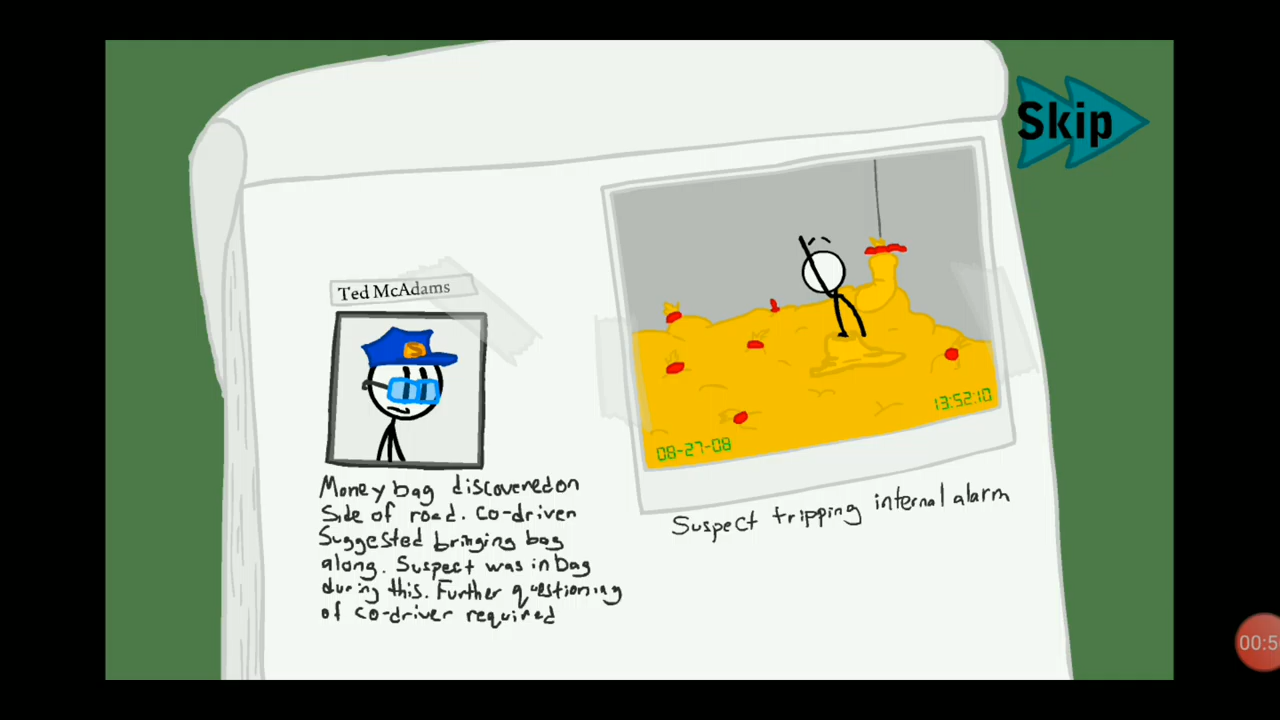 Skip
Ted McAdams
S
Money bag discovered on
Side of road. Co-driven
Suggested bringing bag
along. Suspect was in bag
during this. Further questioning
of co-driver required
08-27-08
13:52:10
Suspect tripping internal alarm